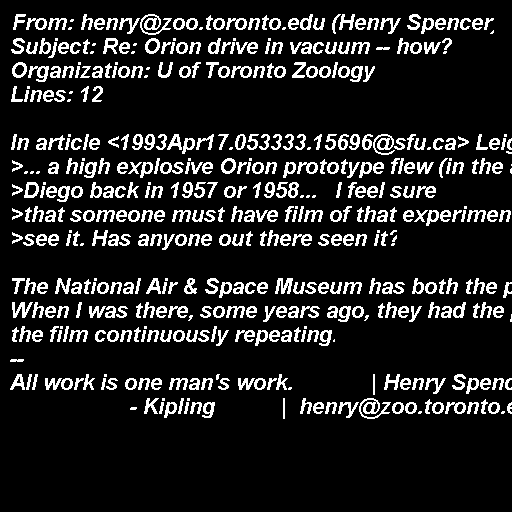 From: henry@zoo.toronto.edu (Henry Spencer)
Subject: Re: Orion drive in vacuum -- how?
Organization: U of Toronto Zoology
Lines: 12

In article <1993Apr17.053333.15696@sfu.ca>
>... a high explosive Orion prototype flew (in the
>Diego back in 1957 or 1958...   I feel sure
>that someone must have film of that
>see it. Has anyone out there seen it?

The National Air & Space Museum has both the
When I was there, some years ago, they had the
the film continuously repeating.
--
All work is one man's work.             | Henry
                    - Kipling           |  henry@zoo.toronto.